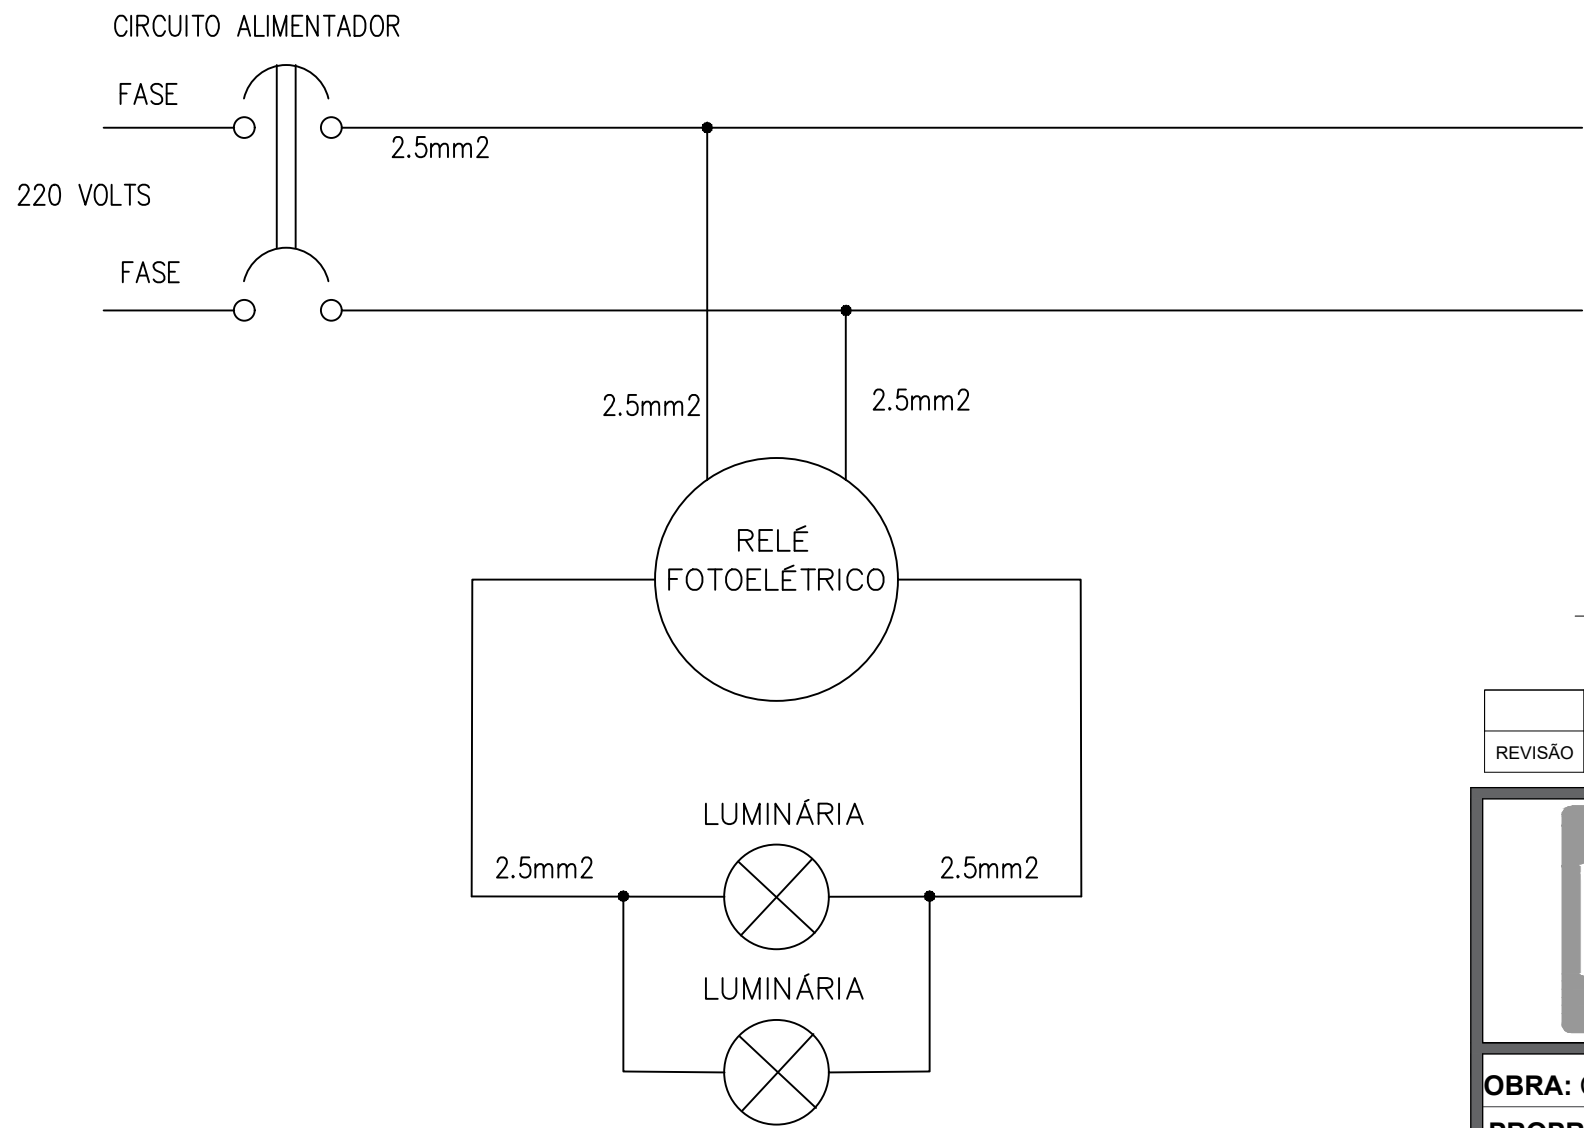 CIRCUITO ALIMENTADOR
FASE
2.5mm2
220 VOLTS
FASE
2.5mm2
2.5mm2
RELÉ
FOTOELÉTRICO
REVISÃO
LUMINÁRIA
2.5mm2
2.5mm2
LUMINÁRIA
OBRA: